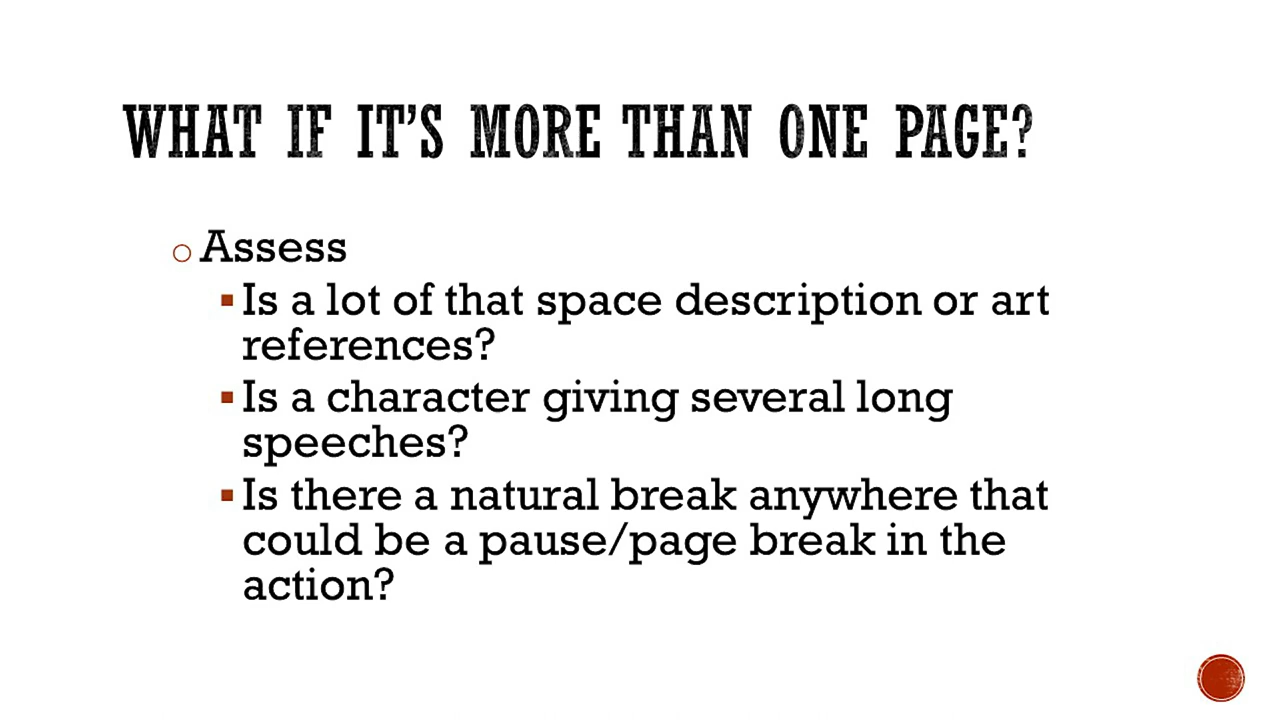 WHAT IF IT'S MORE THAN ONE PAGE?
Assess
Is a lot of that space description or art
references?
Is a character giving several long
speeches?
Is there a natural break anywhere that
could be a pause/page break in the
action?